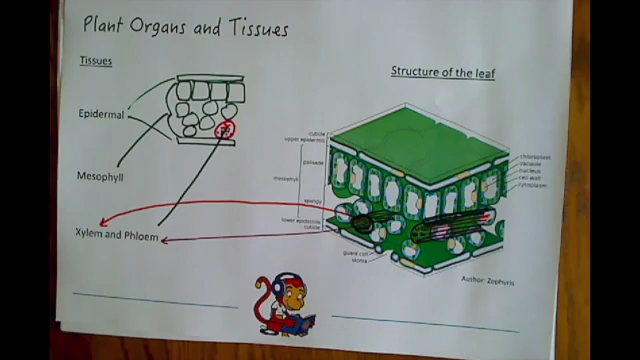 Plant Organs and Tissues
Tissues
Structure of the leaf
Epidermal
Mesophyll
Xylem and Phloem
cuticle
upper epidermis
palisade
mesophyll
spongy
lower epidermis
cuticle
guard cell
stoma
chloroplast
vacuole
nucleus
cell wall
cytoplasm
Author: Zephyris